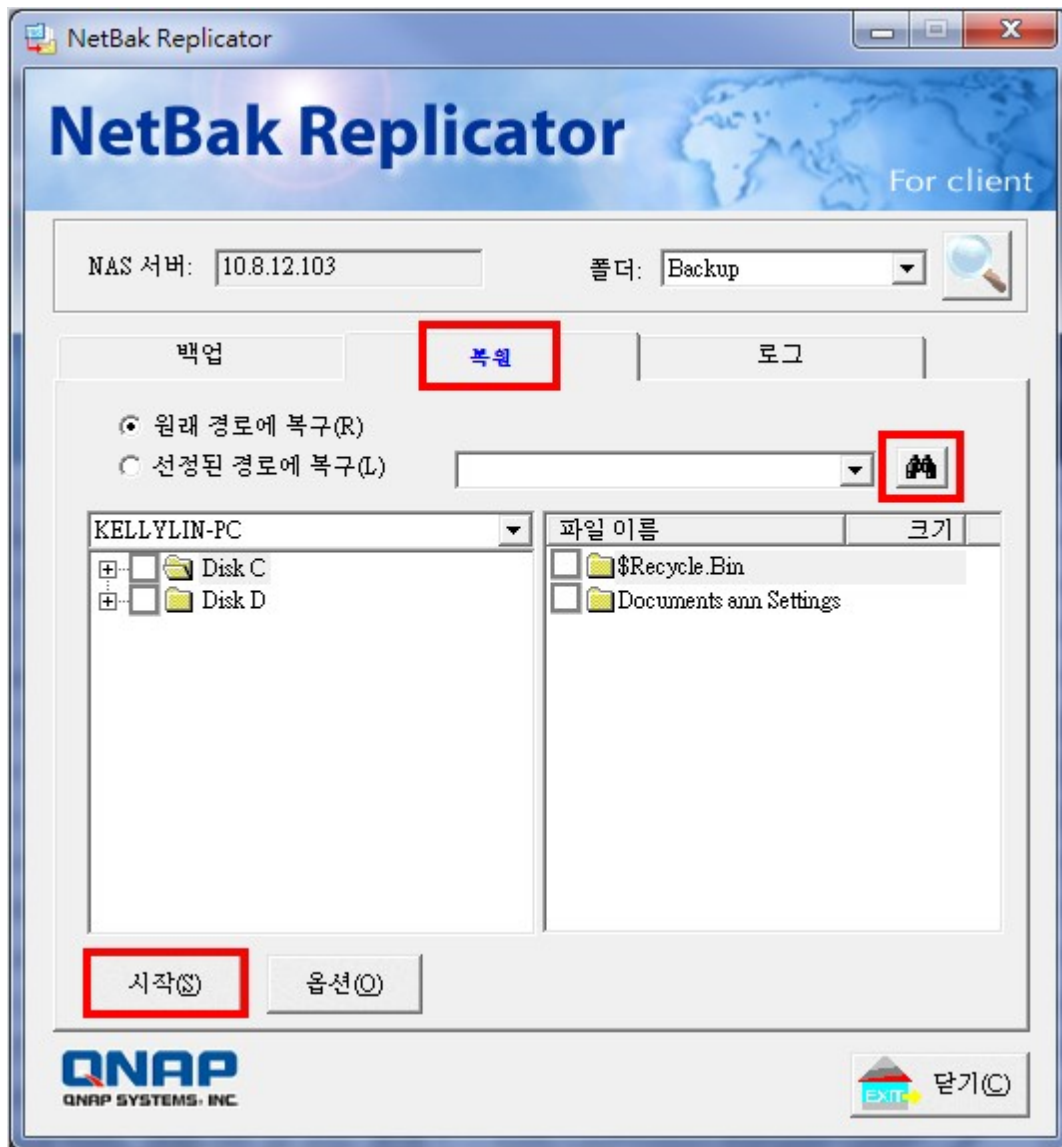 NetBak Replicator
NetBak Replicator
For client
NAS 서버: 10.8.12.103 폴더: Backup
백업 복원 로그
원래 경로에 복구(R)
선정된 경로에 복구(L)
KELLYLIN-PC 파일 이름 크기
Disk C $Recycle.Bin
Disk D Documents ann Settings
시작(S) 옵션(O)
QNAP
QNAP SYSTEMS, INC
EXIT 닫기(C)